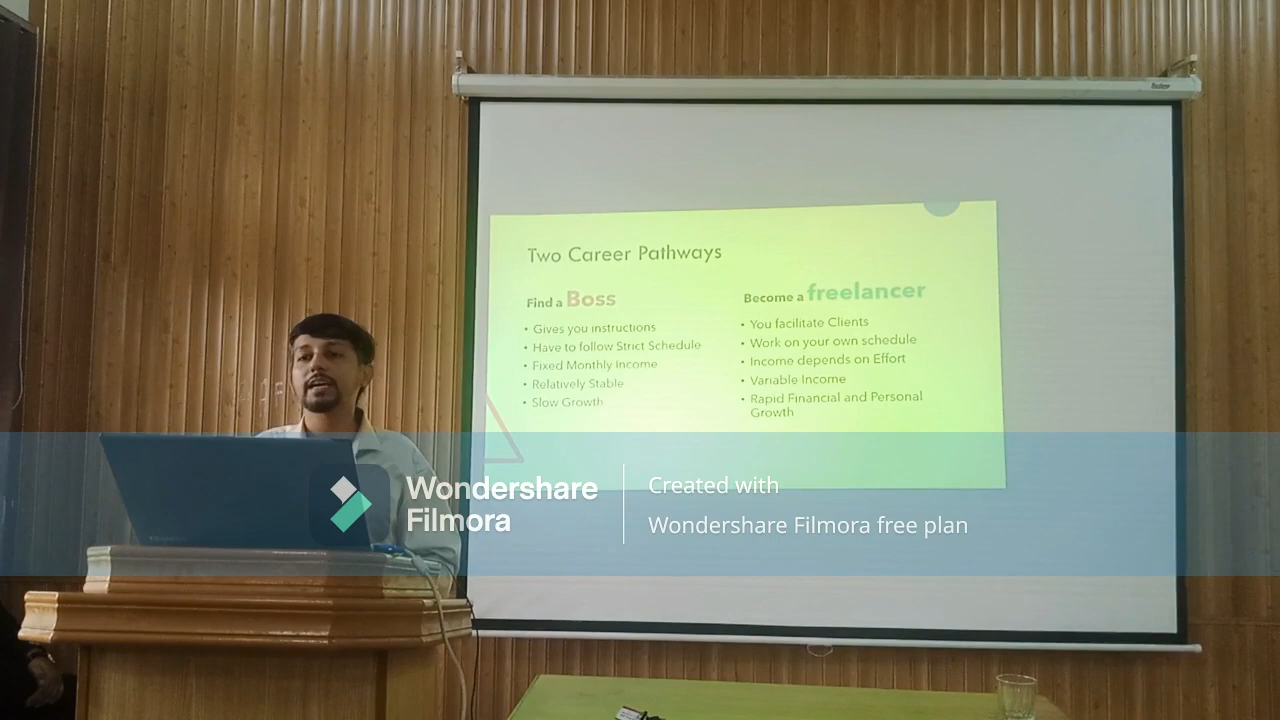 Two Career Pathways
Find a Boss
• Gives you instructions
• Have to follow Strict Schedule
• Fixed Monthly Income
• Relatively Stable
• Slow Growth
Become a freelancer
• You facilitate Clients
• Work on your own schedule
• Income depends on Effort
• Variable Income
• Rapid Financial and Personal
Growth
Wondershare
Filmora
Created with
Wondershare Filmora free plan